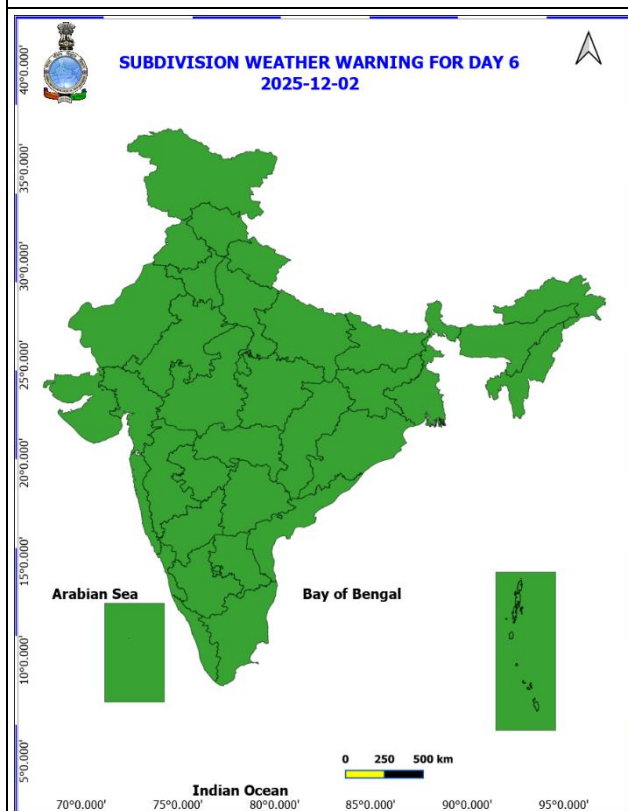 SUBDIVISION WEATHER WARNING FOR DAY 6
2025-12-02
40°0.000'
35°0.000'
30°0.000'
25°0.000'
20°0.000'
15°0.000'
10°0.000'
5°0.000'
Arabian Sea
Bay of Bengal
0 250 500 km
Indian Ocean
70°0.000' 75°0.000' 80°0.000' 85°0.000' 90°0.000' 95°0.000'